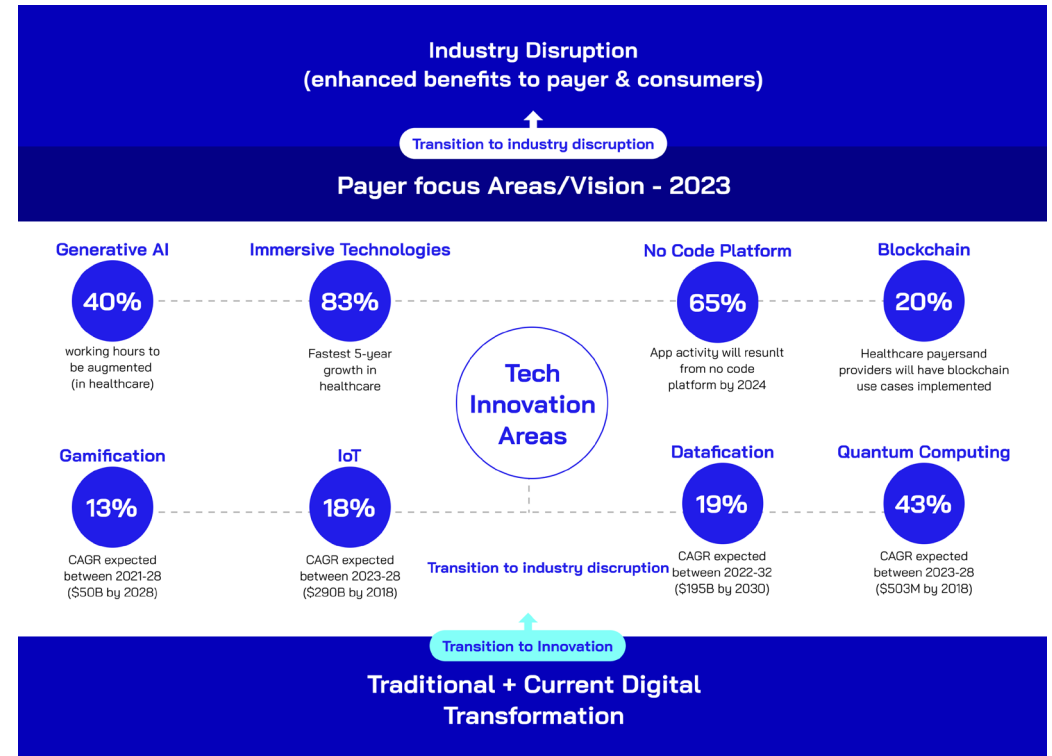 Industry Disruption
(enhanced benefits to payer & consumers)
Transition to industry discruption
Payer focus Areas/Vision - 2023
Generative AI
40%
working hours to
be augmented
(in healthcare)
Immersive Technologies
83%
Fastest 5-year
growth in
healthcare
No Code Platform
65%
App activity will resunlt
from no code
platform by 2024
Blockchain
20%
Healthcare payersand
providers will have blockchain
use cases implemented
Tech
Innovation
Areas
Gamification
13%
CAGR expected
between 2021-28
($50B by 2028)
IoT
18%
CAGR expected
between 2023-28
($290B by 2018)
Transition to industry discruption
Datafication
19%
CAGR expected
between 2022-32
($195B by 2030)
Quantum Computing
43%
CAGR expected
between 2023-28
($503M by 2018)
Transition to Innovation
Traditional + Current Digital
Transformation